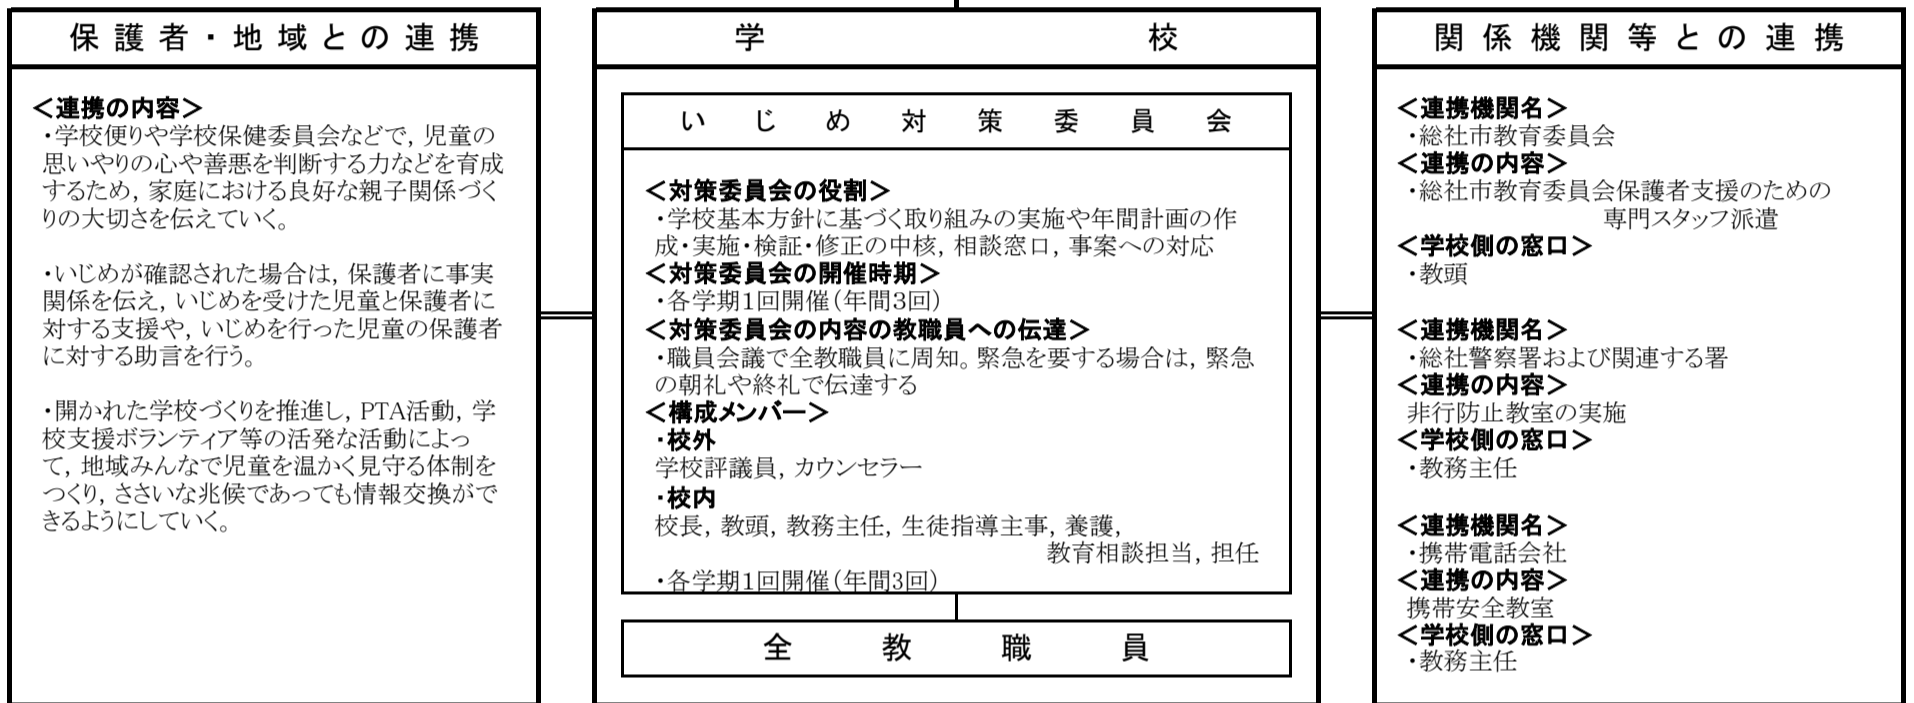 保護者・地域との連携
＜連携の内容＞
・学校便りや学校保健委員会などで，児童の
思いやりの心や善悪を判断する力などを育成
するため，家庭における良好な親子関係づく
りの大切さを伝えていく。
・いじめが確認された場合は，保護者に事実
関係を伝え，いじめを受けた児童と保護者に
対する支援や，いじめを行った児童の保護者
に対する助言を行う。
・開かれた学校づくりを推進し，PTA活動，学
校支援ボランティア等の活発な活動によっ
て，地域みんなで児童を温かく見守る体制を
つくり，ささいな兆候であっても情報交換がで
きるようにしていく。
学校
いじめ対策委員会
＜対策委員会の役割＞
・学校基本方針に基づく取り組みの実施や年間計画の作
成・実施・検証・修正の中核，相談窓口，事案への対応
＜対策委員会の開催時期＞
・各学期1回開催（年間3回）
＜対策委員会の内容の教職員への伝達＞
・職員会議で全教職員に周知。緊急を要する場合は，緊急
の朝礼や終礼で伝達する
＜構成メンバー＞
・校外
学校評議員，カウンセラー
・校内
校長，教頭，教務主任，生徒指導主事，養護，
教育相談担当，担任
・各学期1回開催（年間3回）
全教職員
関係機関等との連携
＜連携機関名＞
・総社市教育委員会
＜連携の内容＞
・総社市教育委員会保護者支援のための
専門スタッフ派遣
＜学校側の窓口＞
・教頭
＜連携機関名＞
・総社警察署および関連する署
＜連携の内容＞
非行防止教室の実施
＜学校側の窓口＞
・教務主任
＜連携機関名＞
・携帯電話会社
＜連携の内容＞
携帯安全教室
＜学校側の窓口＞
・教務主任